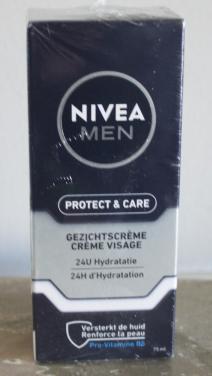 NIVEA
MEN
PROTECT & CARE
GEZICHTSCRÈME
CRÈME VISAGE
24U Hydratatie
24H d'Hydratation
Versterkt de huid
Renforce la peau
Pro-Vitamine B5
75 ml